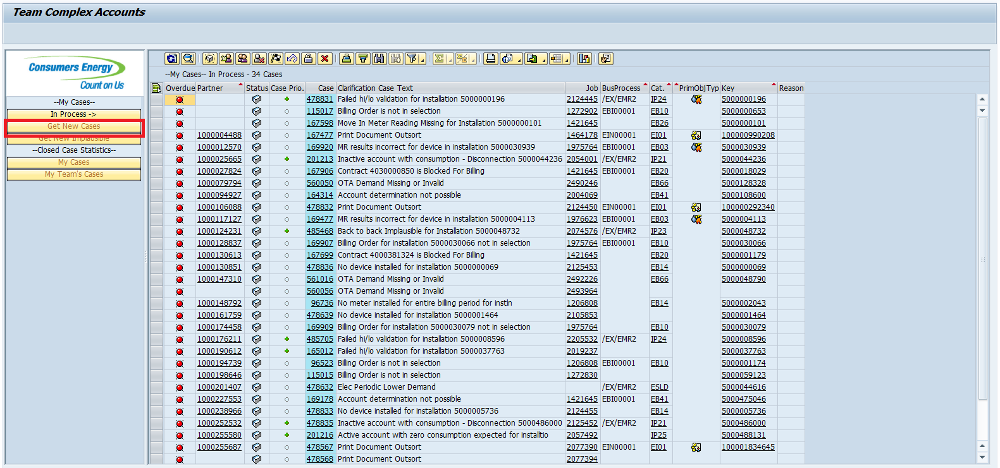 Team Complex Accounts
Consumers Energy
Count on Us
--My Cases--
In Process ->
Get New Cases
Get New Implausible
--Closed Case Statistics--
My Cases
My Team's Cases
--My Cases-- In Process - 34 Cases
Overdue Partner Status Case Prio. Case Clarification Case Text Job BusProcess Cat. PrimObjTyp Key Reason
478831 Failed hi/lo validation for installation 5000000196 2124445 /EX/EMR2 IP24 5000000196
115017 Billing Order is not in selection 1272902 EBI00001 EB10 5000000653
167598 Move In Meter Reading Missing for Installation 5000000101 1421645 EB26 5000000101
1000004488 167477 Print Document Outsort 1464178 EIN00001 EI01 100000990208
1000012570 169920 MR results incorrect for device in installation 5000030939 1975764 EBI00001 EB03 5000030939
1000025665 201213 Inactive account with consumption - Disconnection 5000044236 2054001 /EX/EMR2 IP21 5000044236
1000027824 167906 Contract 4030000850 is Blocked For Billing 1421645 EBI00001 EB20 5000018029
1000079794 560050 OTA Demand Missing or Invalid 2490246 EB66 5000128328
1000094927 164314 Account determination not possible 2004069 EB41 5000108600
1000106088 478832 Print Document Outsort 2124450 EIN00001 EI01 100000292340
1000117127 169477 MR results incorrect for device in installation 5000004113 1976623 EBI00001 EB03 5000004113
1000124231 485468 Back to back Implausible for Installation 5000048732 2074576 /EX/EMR2 IP23 5000048732
1000128837 169907 Billing Order for installation 5000030066 not in selection 1975764 EBI00001 EB10 5000030066
1000130613 167699 Contract 4000381324 is Blocked For Billing 1421645 EB20 5000001179
1000130851 478836 No device installed for installation 5000000069 2125453 EB14 5000000069
1000147310 561016 OTA Demand Missing or Invalid 2492226 EB66 5000048790
560056 OTA Demand Missing or Invalid 2493964
1000148792 96736 No meter installed for entire billing period for instln 1206808 EB14 5000002043
1000161759 478639 No device installed for installation 5000001464 2105853 5000001464
1000174458 169909 Billing Order for installation 5000030079 not in selection 1975764 EB10 5000030079
1000176211 485705 Failed hi/lo validation for installation 5000008596 2205532 /EX/EMR2 IP24 5000008596
1000190612 165012 Failed hi/lo validation for installation 5000037763 2019237 5000037763
1000194739 96523 Billing Order is not in selection 1206808 EBI00001 EB10 5000001174
1000198646 115015 Billing Order is not in selection 1272830 5000059123
1000201407 478632 Elec Periodic Lower Demand /EX/EMR2 ESLD 5000044616
1000227553 169178 Account determination not possible 1421645 EBI00001 EB41 5000475046
1000238966 478833 No device installed for installation 5000005736 2124455 EB14 5000005736
1000252532 478835 Inactive account with consumption - Disconnection 5000486000 2125452 /EX/EMR2 IP21 5000486000
1000255580 201216 Active account with zero consumption expected for installtio 2057492 IP25 5000488131
1000255687 478567 Print Document Outsort 2077390 EIN00001 EI01 100001834645
478568 Print Document Outsort 2077394